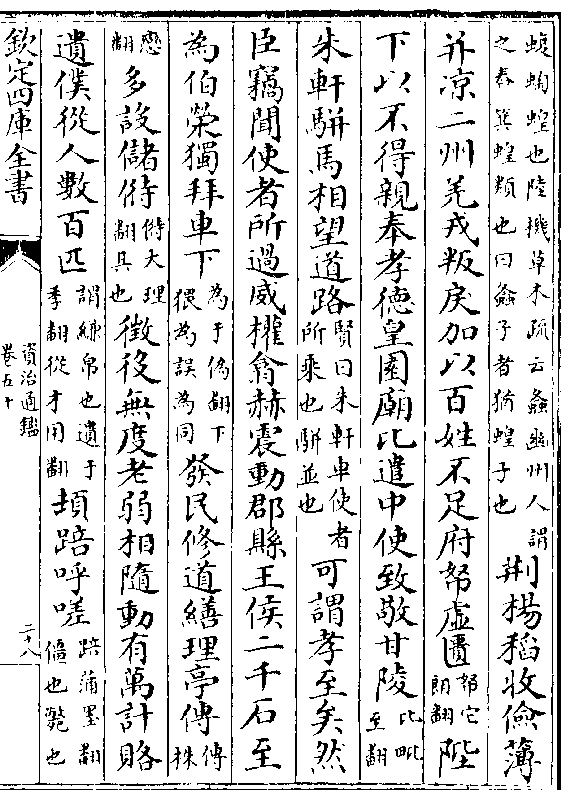 蝮蜪蝗也陸機草木疏云螽幽州人謂
之舂箕蝗類也曰螽子者猶蝗子也
荆楊稻收儉薄
并凉二州羌戎叛戾加以百姓不足府帑虛匱
帑它
朗翻
陛
下以不得親奉孝德皇園廟比遣中使致敬甘陵
比毗
至翻
朱軒駢馬相望道路
賢曰朱軒車使者
所乘也駢並也
可謂孝至矣然
臣竊聞使者所過威權翕赫震動郡縣王侯二千石至
為伯榮獨拜車下
為于偽翻下
猥為誤為同
發民修道繕理亭傳
傳
株
戀
翻
多設儲偫
偫大理
翻具也
徵役無度老弱相隨動有萬計賂
遺僕從人數百匹
謂縑帛也遺于
季翻從才用翻
頓踣呼嗟
踣蒲墨翻
僵也斃也
欽定四庫全書
資治通鑑
卷五十
二十八